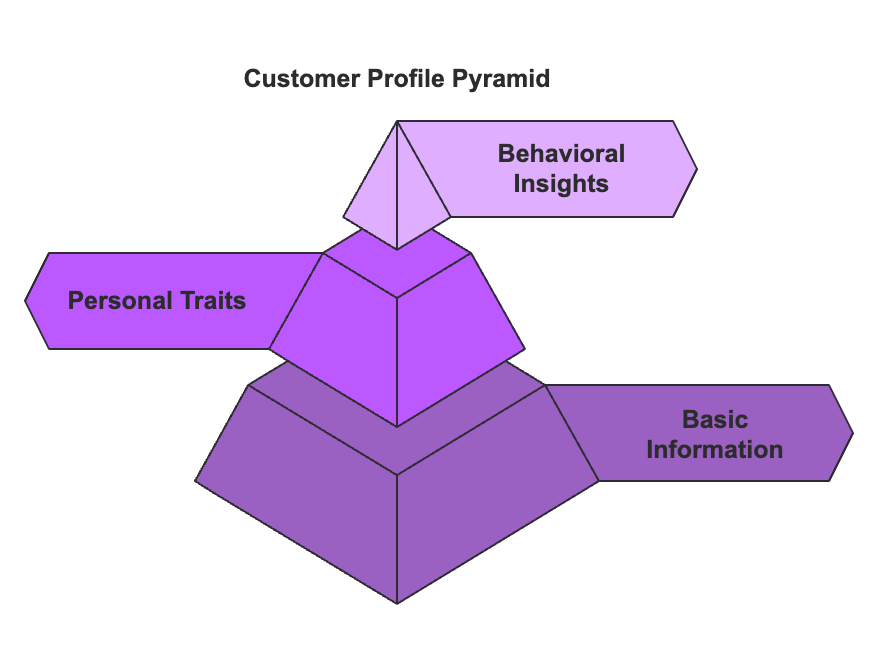 Customer Profile Pyramid
Behavioral
Insights
Personal Traits
Basic
Information